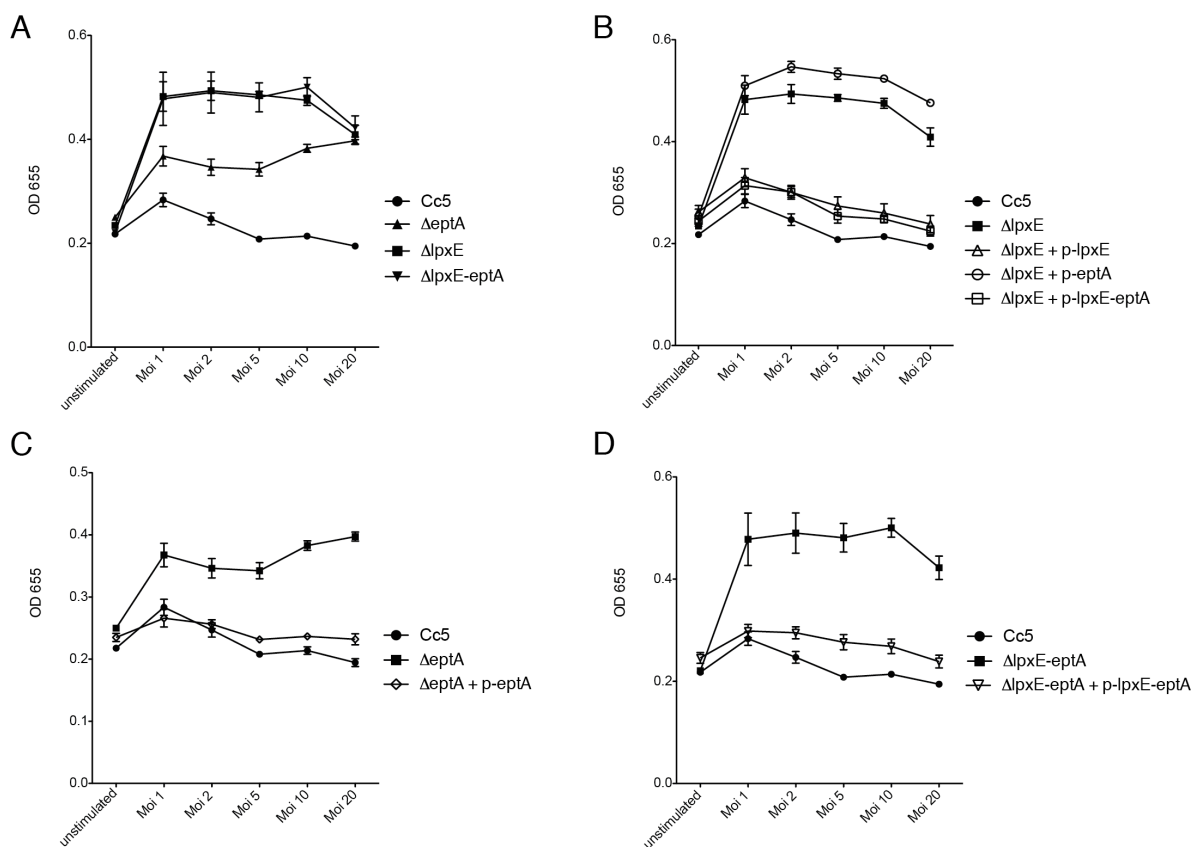 A
0.6
0.4
0.2
0.0
OD 655
unstimulated
Moi 1
Moi 2
Moi 5
Moi 10
Moi 20
Cc5
ΔeptA
ΔlpxE
ΔlpxE-eptA
B
0.6
0.4
0.2
0.0
OD 655
unstimulated
Moi 1
Moi 2
Moi 5
Moi 10
Moi 20
Cc5
ΔlpxE
ΔlpxE + p-lpxE
ΔlpxE + p-eptA
ΔlpxE + p-lpxE-eptA
C
0.5
0.4
0.3
0.2
0.1
0.0
OD 655
unstimulated
Moi 1
Moi 2
Moi 5
Moi 10
Moi 20
Cc5
ΔeptA
ΔeptA + p-eptA
D
0.6
0.4
0.2
0.0
OD 655
unstimulated
Moi 1
Moi 2
Moi 5
Moi 10
Moi 20
Cc5
ΔlpxE-eptA
ΔlpxE-eptA + p-lpxE-eptA